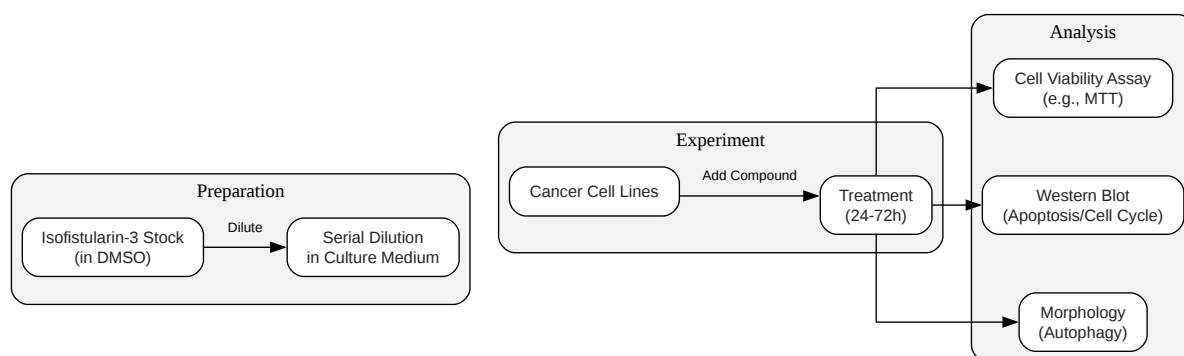 Preparation
Isofistularin-3 Stock
(in DMSO)
Dilute
Serial Dilution
in Culture Medium
Experiment
Cancer Cell Lines
Add Compound
Treatment
(24-72h)
Analysis
Cell Viability Assay
(e.g., MTT)
Western Blot
(Apoptosis/Cell Cycle)
Morphology
(Autophagy)